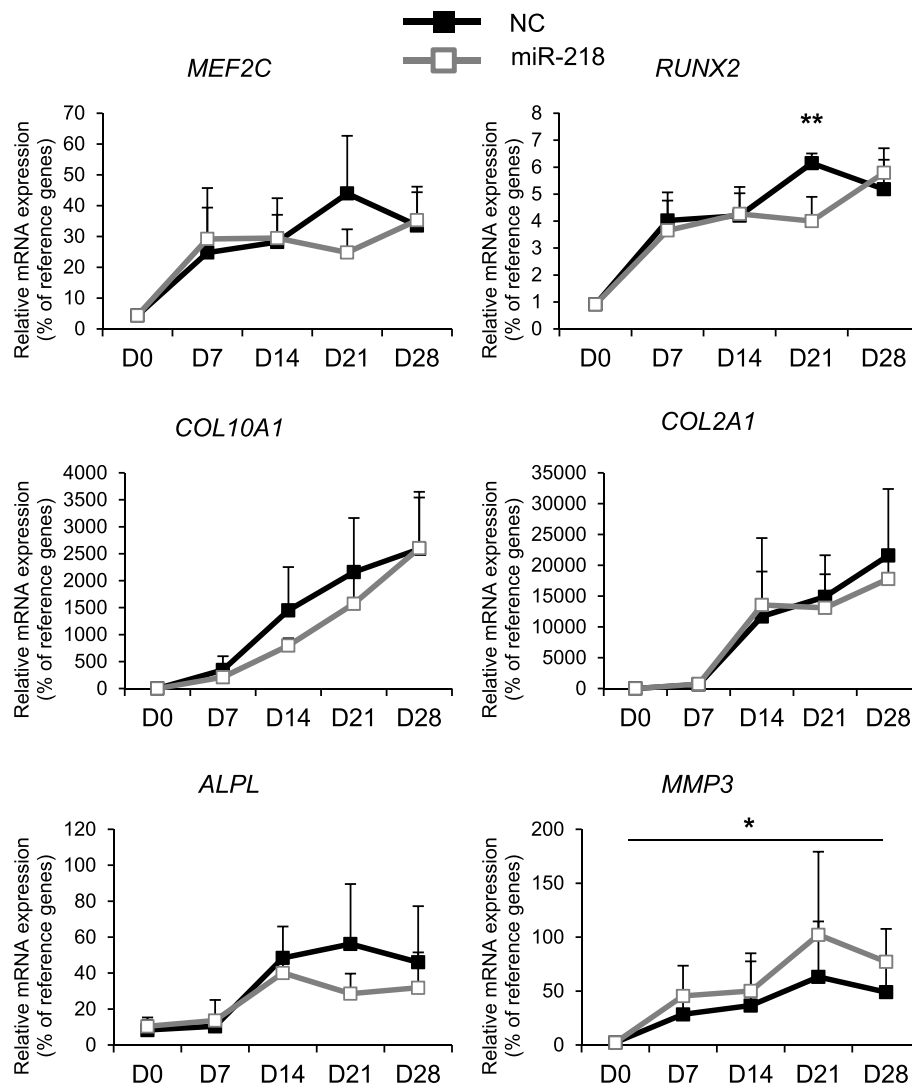 NC
miR-218
MEF2C
Relative mRNA expression
(% of reference genes)
70
60
50
40
30
20
10
0
D0 D7 D14 D21 D28
RUNX2
Relative mRNA expression
(% of reference genes)
8
7
6
5
4
3
2
1
0
**
D0 D7 D14 D21 D28
COL10A1
Relative mRNA expression
(% of reference genes)
4000
3500
3000
2500
2000
1500
1000
500
0
D0 D7 D14 D21 D28
COL2A1
Relative mRNA expression
(% of reference genes)
35000
30000
25000
20000
15000
10000
5000
0
D0 D7 D14 D21 D28
ALPL
Relative mRNA expression
(% of reference genes)
120
100
80
60
40
20
0
D0 D7 D14 D21 D28
MMP3
Relative mRNA expression
(% of reference genes)
200
150
100
50
0
*
D0 D7 D14 D21 D28